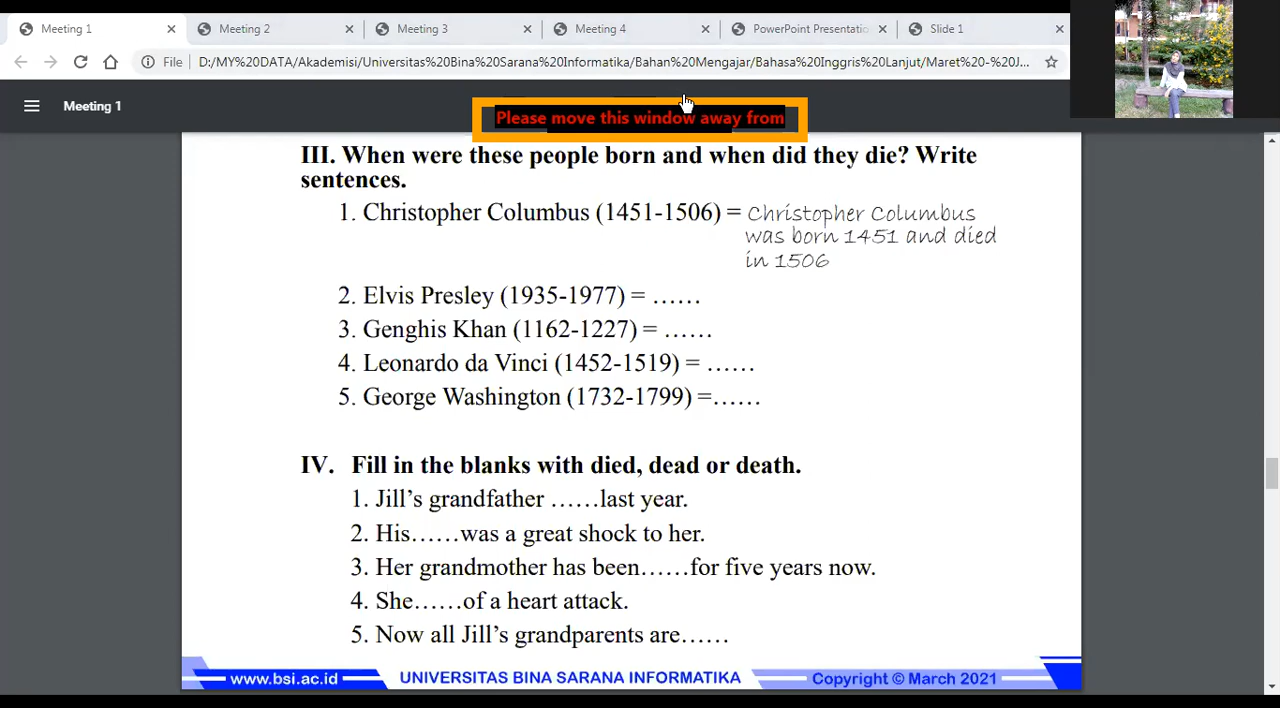 Meeting 1
Meeting 2
Meeting 3
Meeting 4
PowerPoint Presentatio
Slide 1
File
D:/MY%20DATA/Akademisi/Universitas%20Bina%20Sarana%20Informatika/Bahan%20Mengajar/Bahasa%20Inggris%20Lanjut/Maret%20-%20J...
Meeting 1
Please move this window away from
III. When were these people born and when did they die? Write
sentences.
1. Christopher Columbus (1451-1506) = Christopher Columbus
was born 1451 and died
in 1506
2. Elvis Presley (1935-1977) = ......
3. Genghis Khan (1162-1227) = ......
4. Leonardo da Vinci (1452-1519) = ......
5. George Washington (1732-1799) =......
IV. Fill in the blanks with died, dead or death.
1. Jill’s grandfather ......last year.
2. His......was a great shock to her.
3. Her grandmother has been......for five years now.
4. She......of a heart attack.
5. Now all Jill’s grandparents are......
www.bsi.ac.id
UNIVERSITAS BINA SARANA INFORMATIKA
Copyright © March 2021